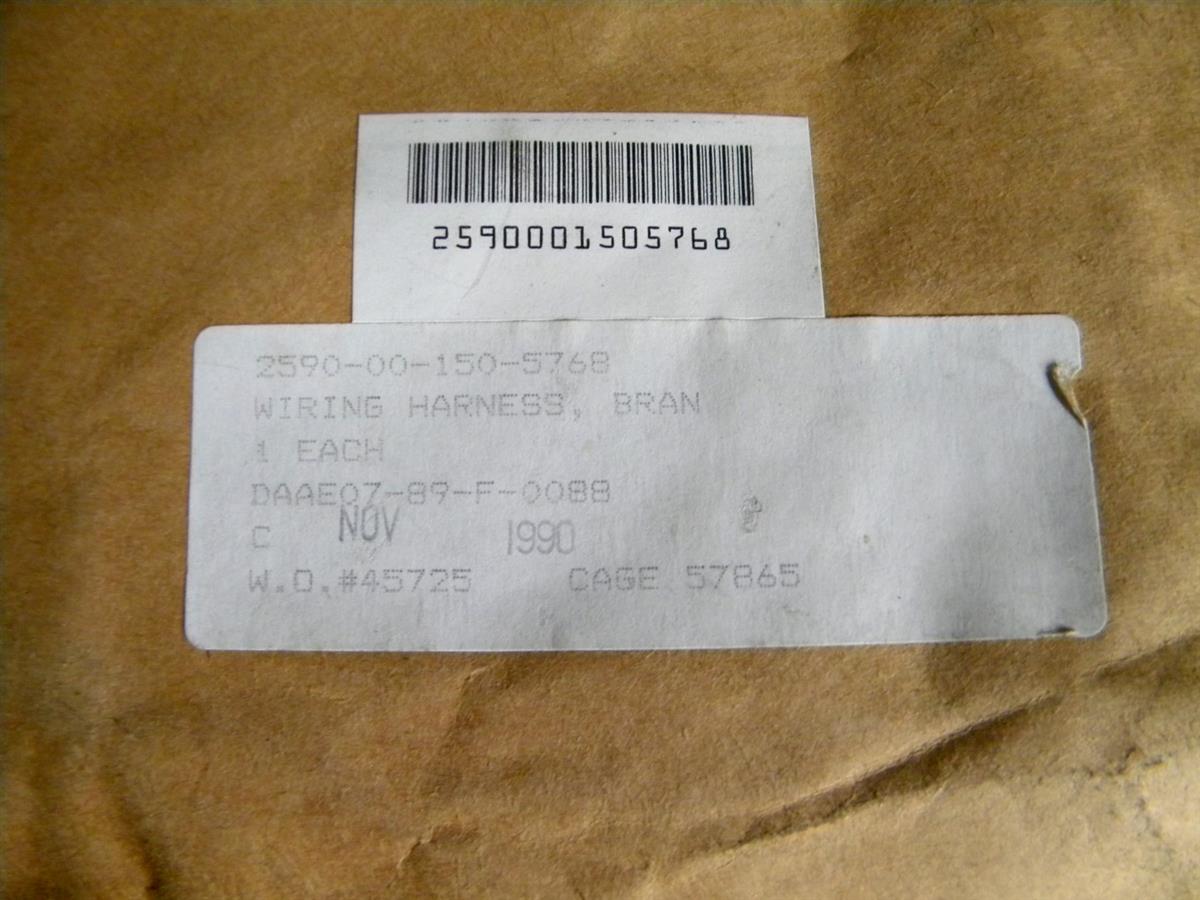 2590001505768
2590-00-150-5768
WIRING HARNESS, BRAN
1 EACH
DAAE07-89-F-0088
C NOV 1990
W.O.#45725 CAGE 57865